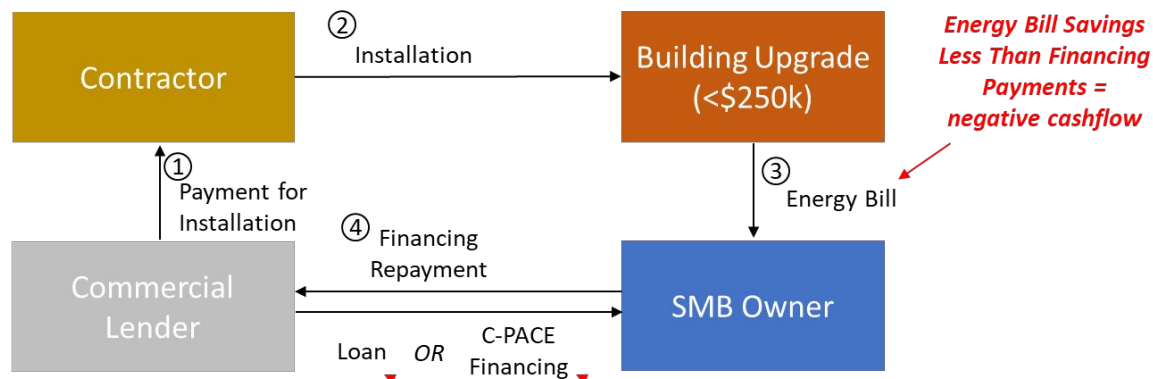 Contractor
②
Installation
Building Upgrade
(<$250k)
Energy Bill Savings
Less Than Financing
Payments =
negative cashflow
①
Payment for
Installation
③
Energy Bill
④
Financing
Repayment
Commercial
Lender
SMB Owner
Loan OR C-PACE
Financing